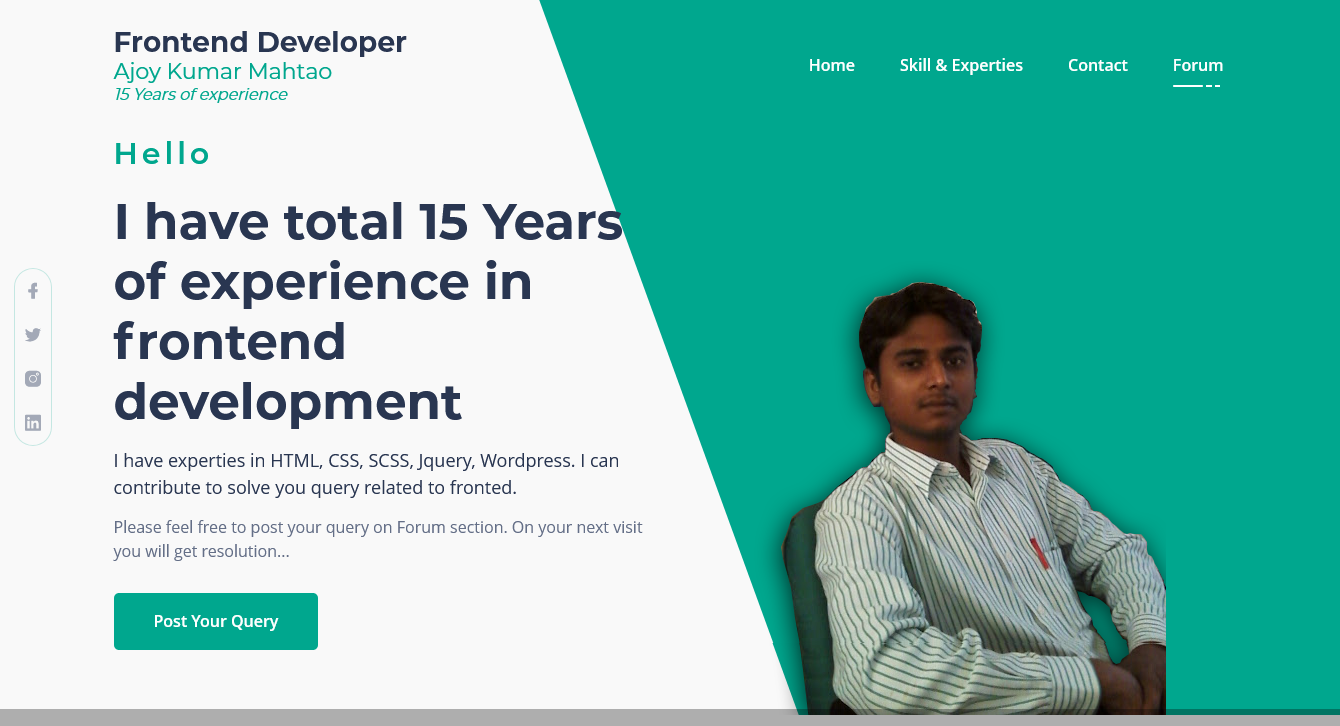 Frontend Developer
Ajoy Kumar Mahtao
15 Years of experience
Home Skill & Experties Contact Forum
Hello
I have total 15 Years
of experience in
frontend
development
I have experties in HTML, CSS, SCSS, Jquery, Wordpress. I can
contribute to solve you query related to fronted.
Please feel free to post your query on Forum section. On your next visit
you will get resolution...
Post Your Query